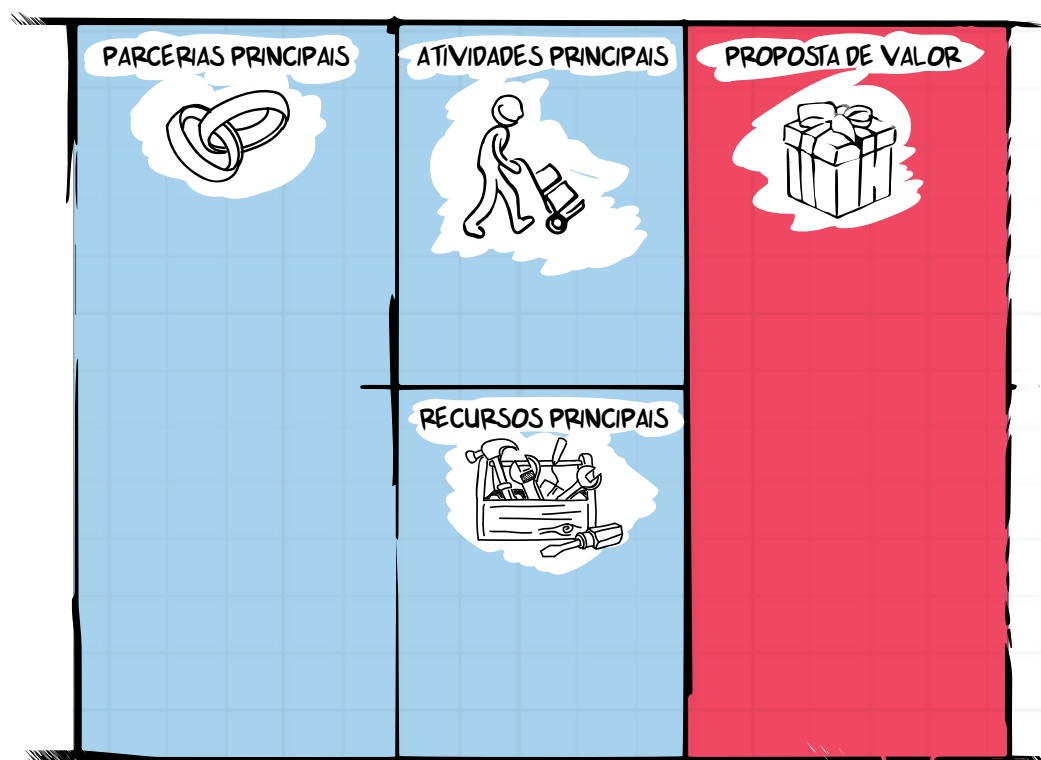 PARCERIAS PRINCIPAIS
ATIVIDADES PRINCIPAIS
PROPOSTA DE VALOR
RECURSOS PRINCIPAIS